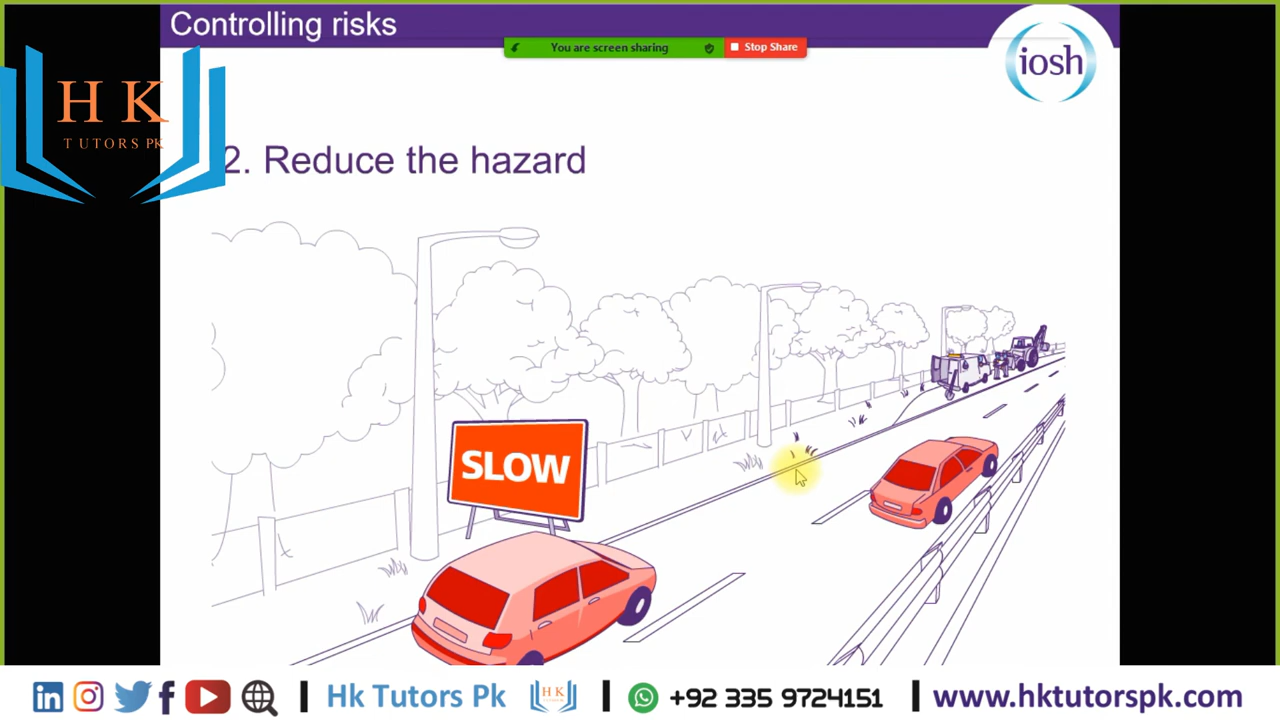 Controlling risks
You are screen sharing
Stop Share
iosh
H K
TUTORS PK
2. Reduce the hazard
SLOW
Hk Tutors Pk
H K
+92 335 9724151
www.hktutorspk.com